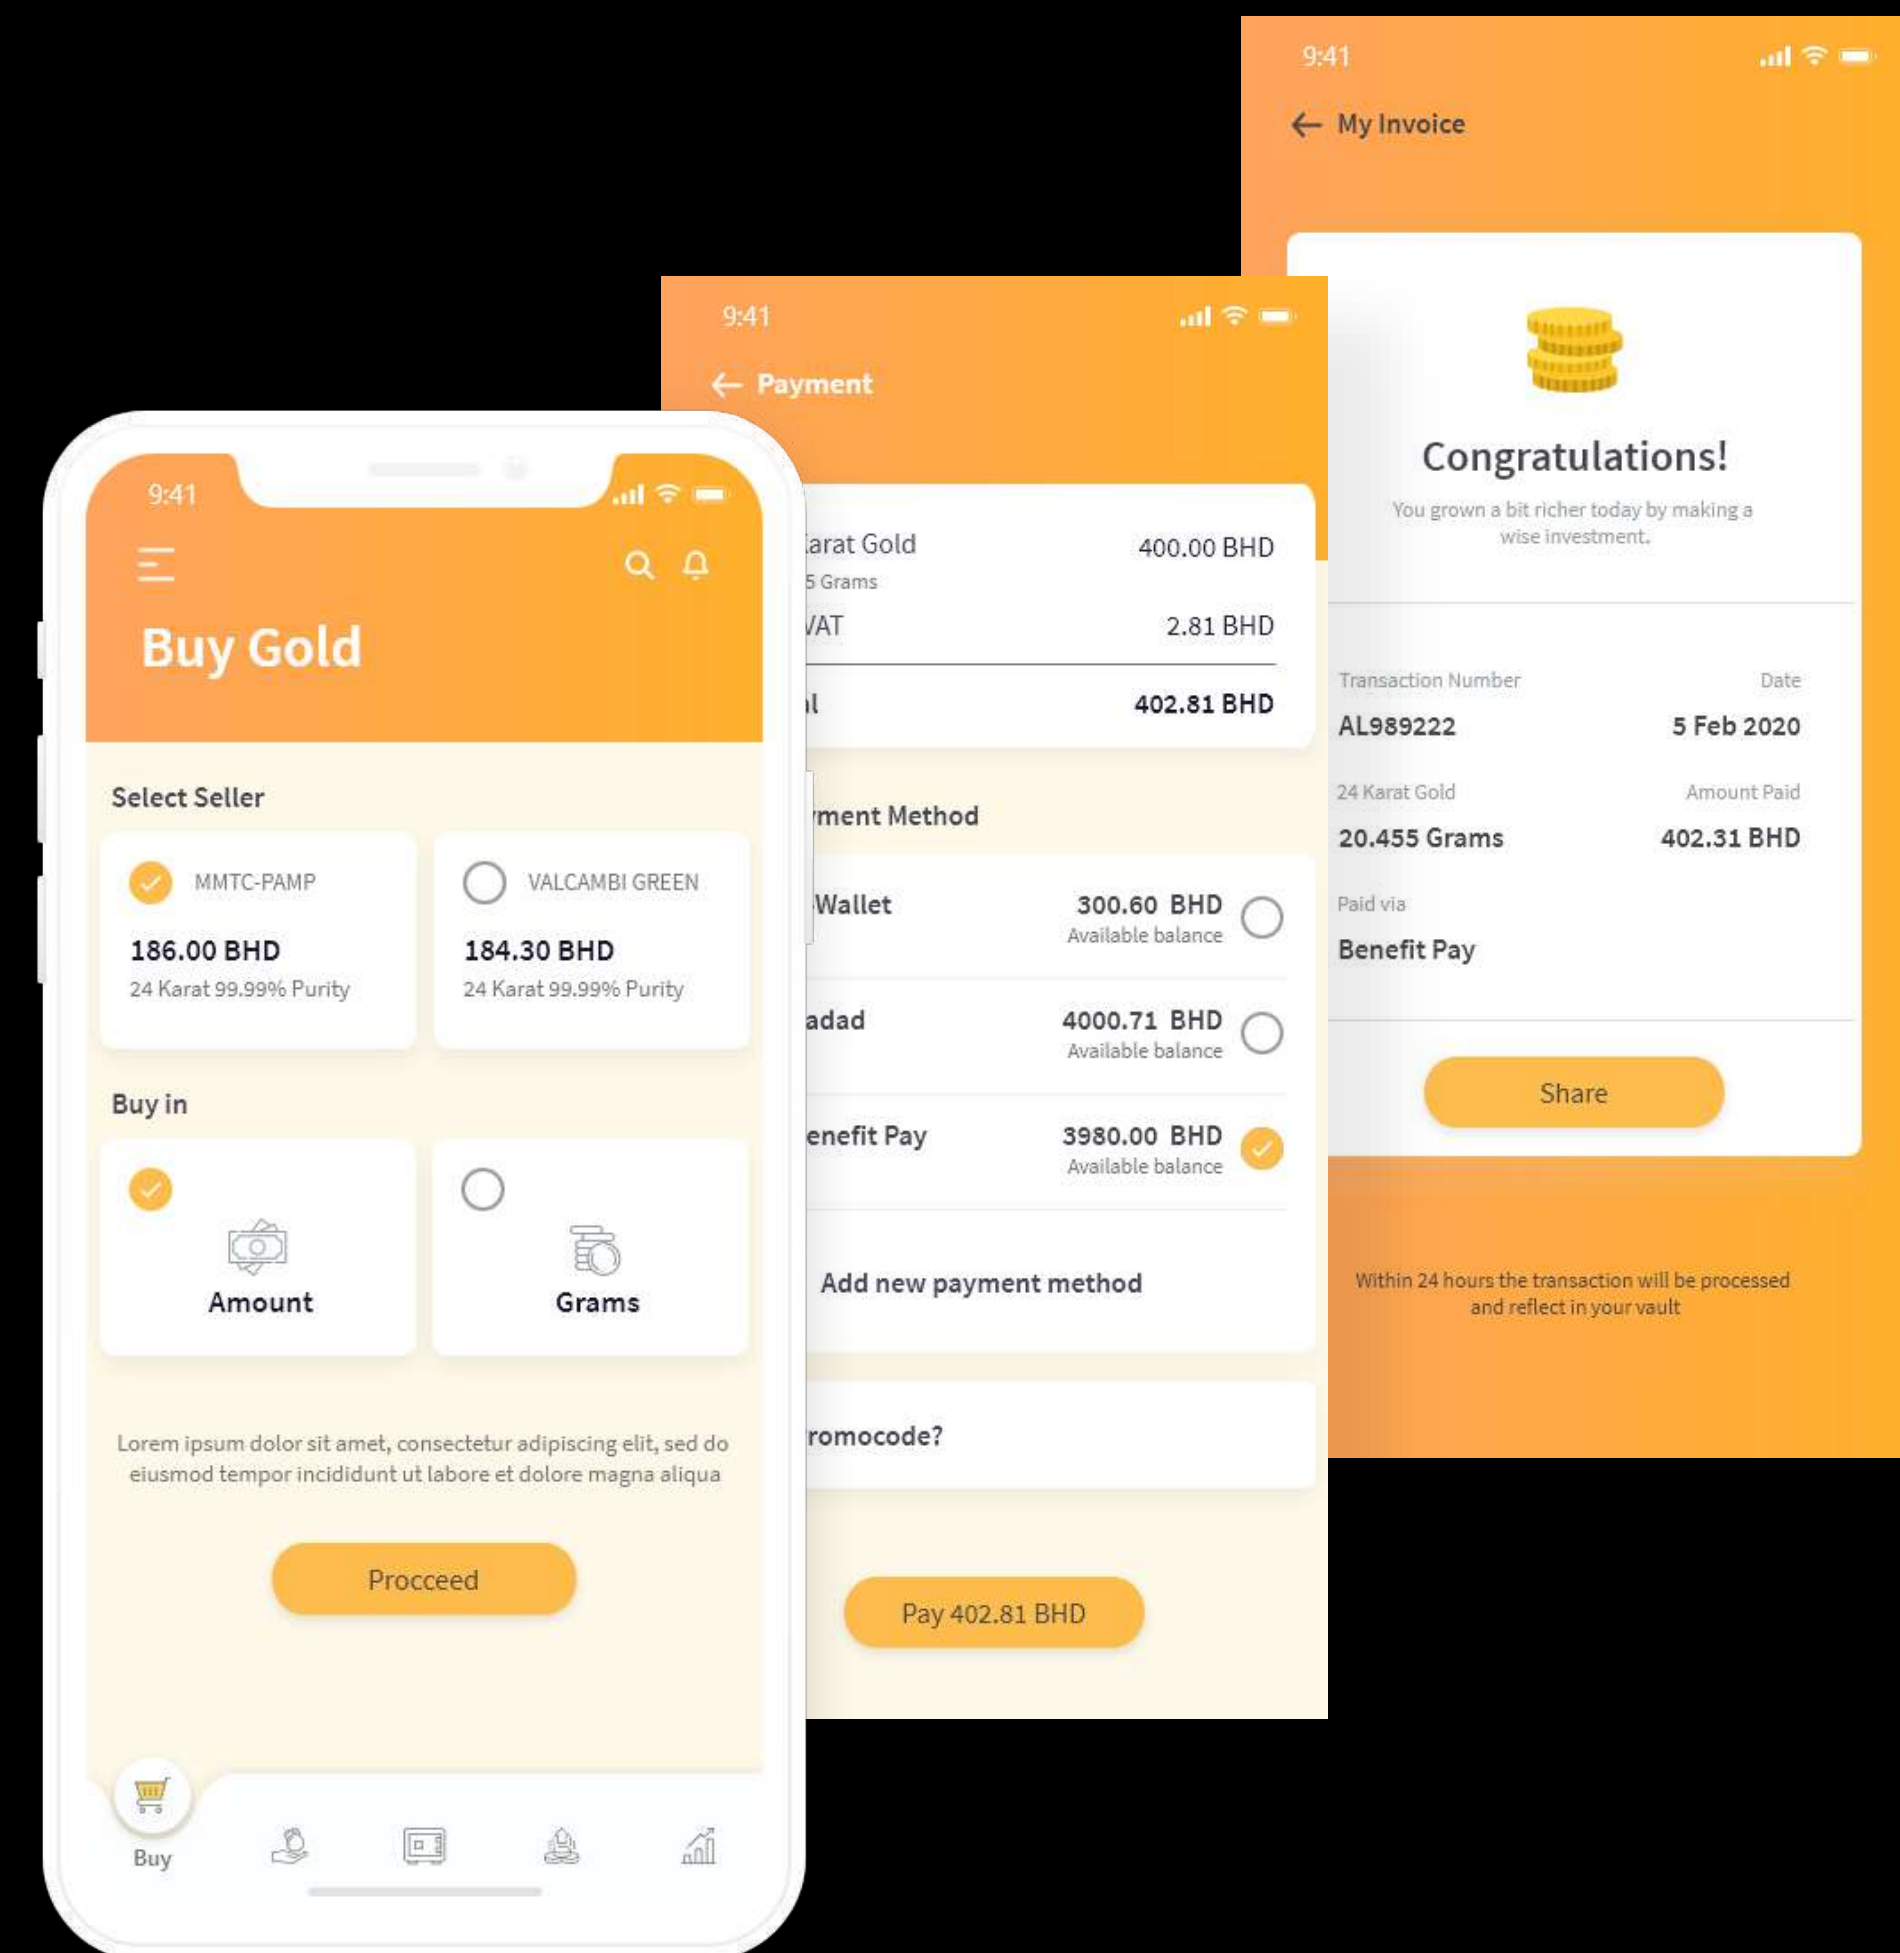 9:41
Buy Gold
Select Seller
MMTC-PAMP
186.00 BHD
24 Karat 99.99% Purity
VALCAMBI GREEN
184.30 BHD
24 Karat 99.99% Purity
Buy in
Amount
Grams
Lorem ipsum dolor sit amet, consectetur adipiscing elit, sed do
eiusmod tempor incididunt ut labore et dolore magna aliqua
Procceed
Buy
9:41
Payment
arat Gold 400.00 BHD
5 Grams
VAT 2.81 BHD
al 402.81 BHD
ment Method
-Wallet 300.60 BHD
Available balance
adad 4000.71 BHD
Available balance
enefit Pay 3980.00 BHD
Available balance
Add new payment method
romocode?
Pay 402.81 BHD
9:41
My Invoice
Congratulations!
You grown a bit richer today by making a
wise investment.
Transaction Number Date
AL989222 5 Feb 2020
24 Karat Gold Amount Paid
20.455 Grams 402.31 BHD
Paid via
Benefit Pay
Share
Within 24 hours the transaction will be processed
and reflect in your vault